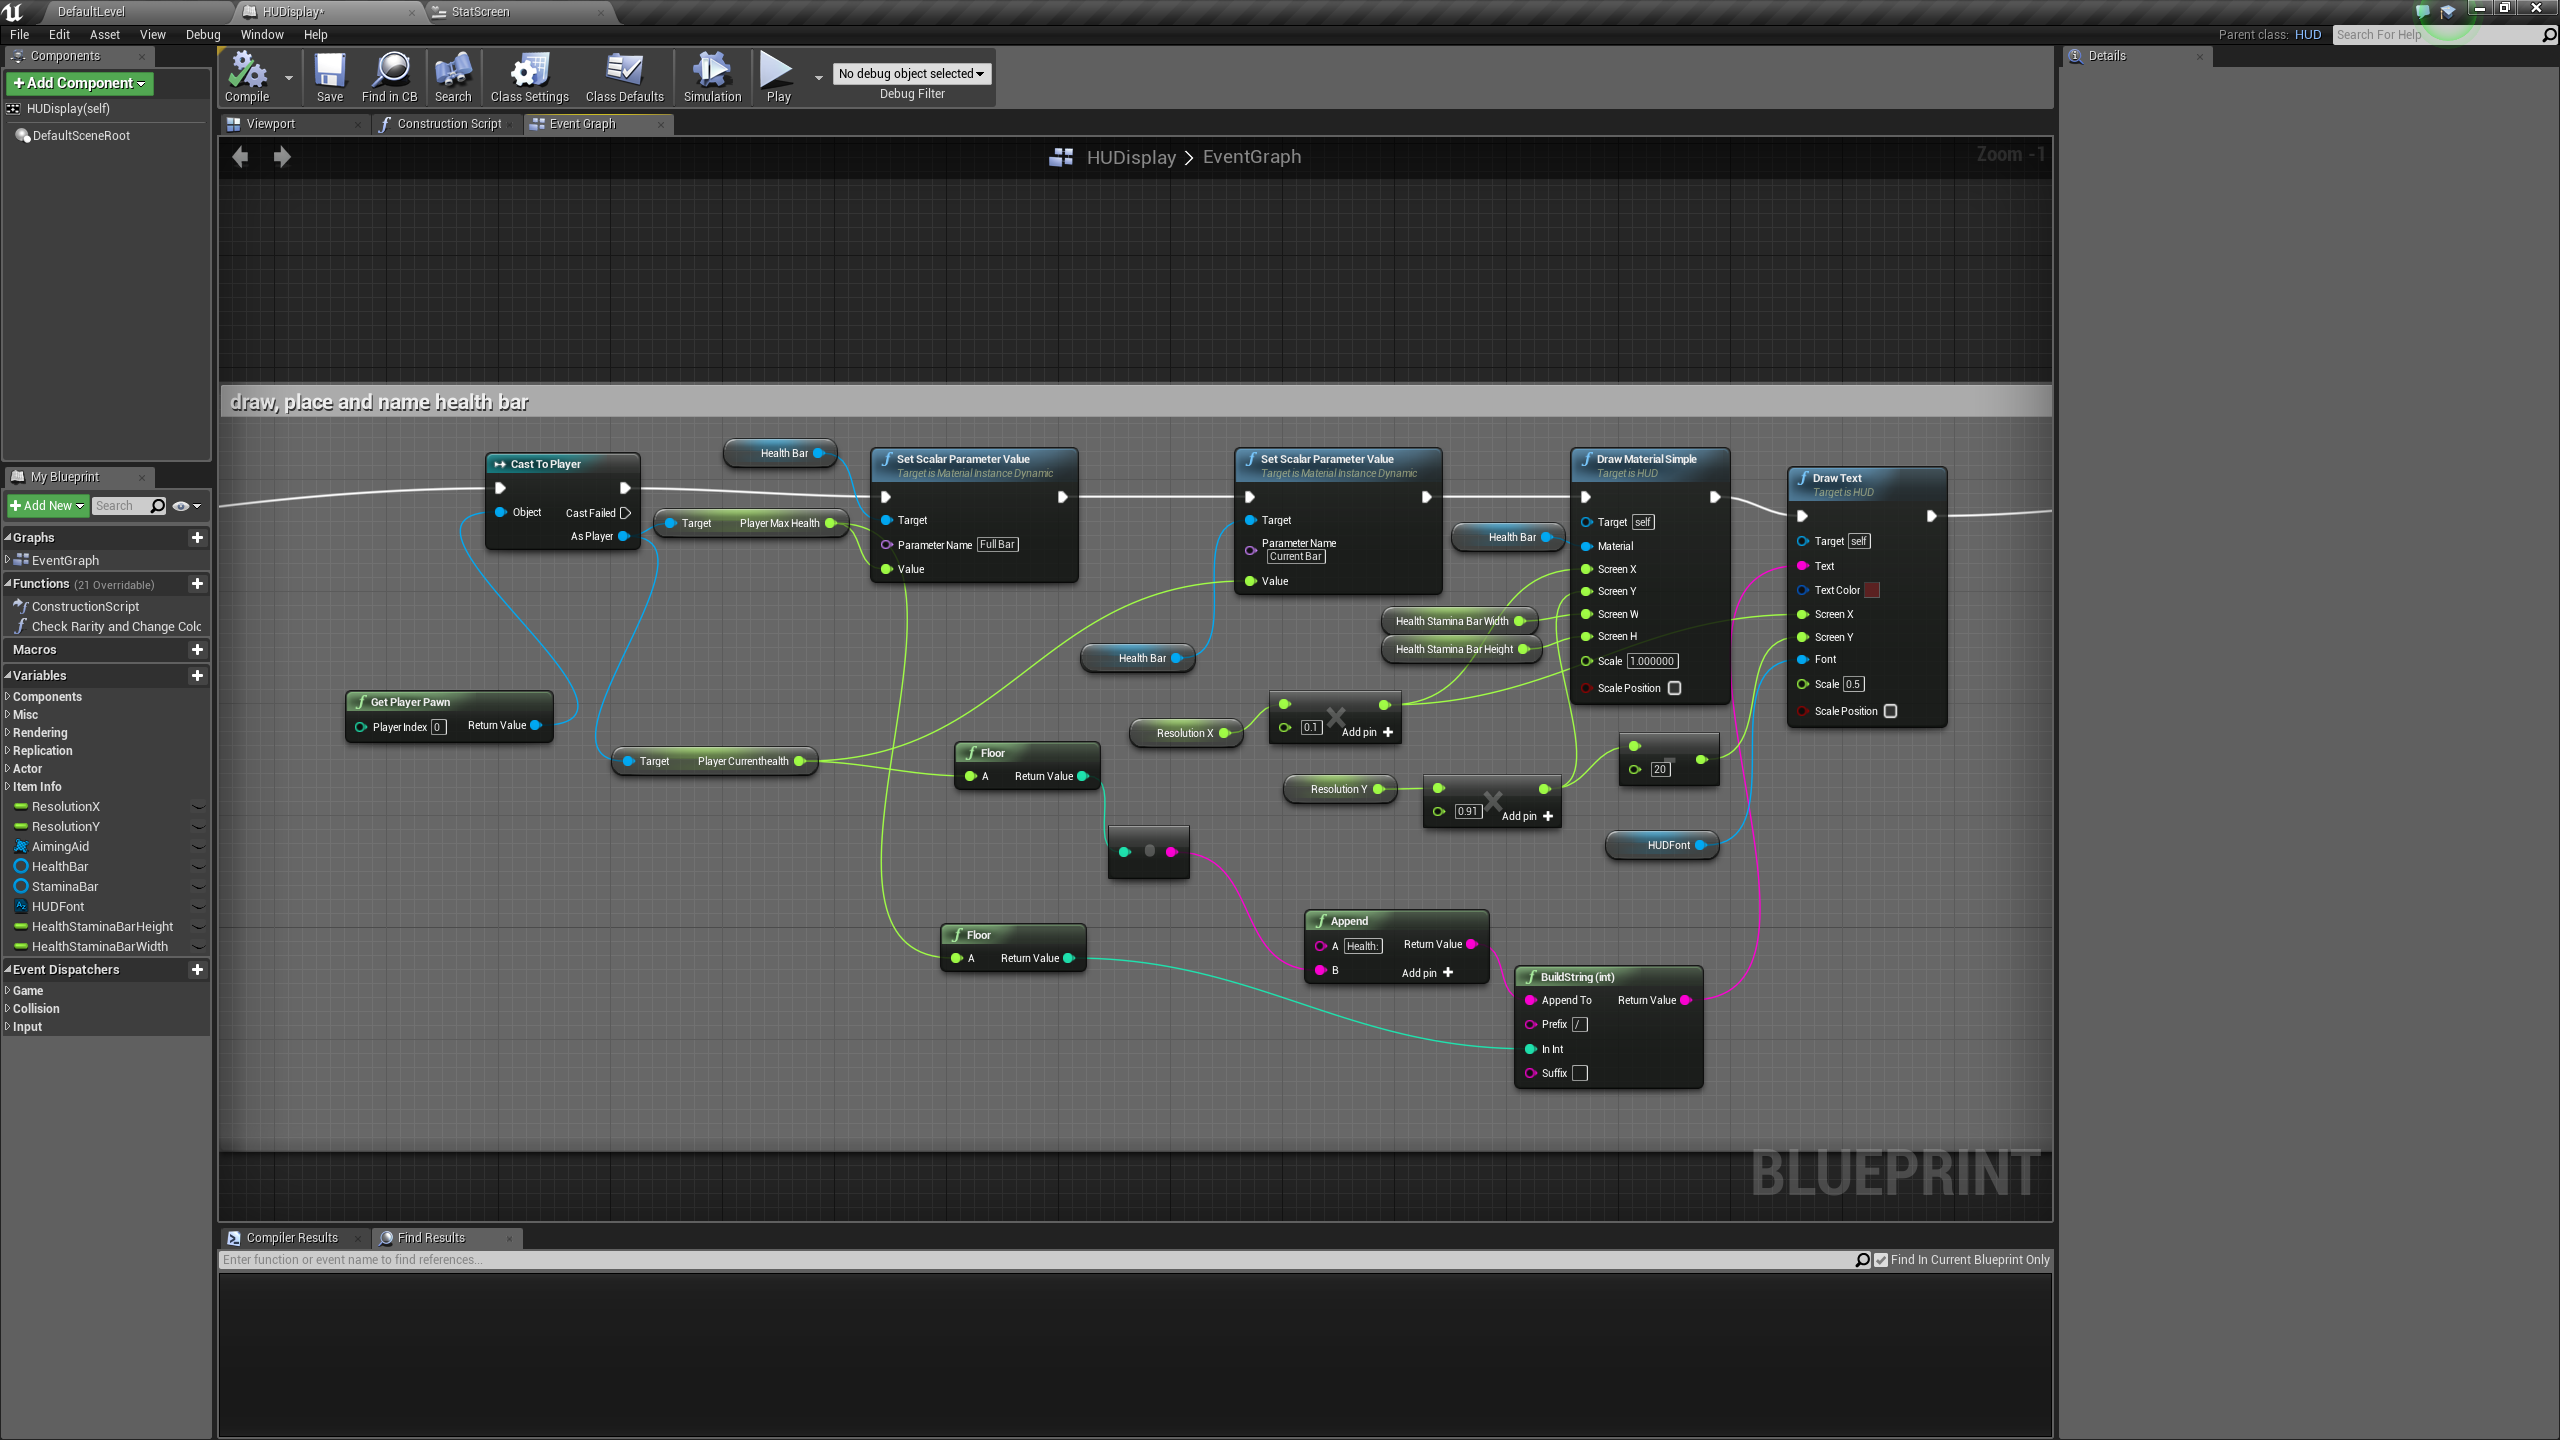 DefaultLevel
HUDisplay*
StatScreen
File Edit Asset View Debug Window Help
Parent class: HUD
Search For Help
Components
+Add Component
HUDisplay(self)
DefaultSceneRoot
Compile
Save
Find in CB
Search
Class Settings
Class Defaults
Simulation
Play
No debug object selected
Debug Filter
Details
Viewport
Construction Script
Event Graph
HUDisplay > EventGraph
Zoom -1
draw, place and name health bar
Cast To Player
Object
Cast Failed
As Player
Health Bar
Target Player Max Health
Set Scalar Parameter Value
Target is Material Instance Dynamic
Target
Parameter Name Full Bar
Value
Set Scalar Parameter Value
Target is Material Instance Dynamic
Target
Parameter Name
Current Bar
Value
Health Bar
Draw Material Simple
Target is HUD
Target self
Material
Screen X
Screen Y
Screen W
Screen H
Scale 1.000000
Scale Position
Health Bar
Health Stamina Bar Width
Health Stamina Bar Height
Draw Text
Target is HUD
Target self
Text
Text Color
Screen X
Screen Y
Font
Scale 0.5
Scale Position
Get Player Pawn
Player Index 0
Return Value
Target Player Currenthealth
Resolution X
0.1
Add pin +
Floor
A Return Value
Resolution Y
0.91
Add pin +
20
HUDFont
Floor
A Return Value
Append
A Health:
Return Value
B
Add pin +
BuildString (int)
Append To Return Value
Prefix /
In Int
Suffix
BLUEPRINT
My Blueprint
+Add New
Search
Graphs
EventGraph
Functions (21 Overridable)
ConstructionScript
Check Rarity and Change Colo
Macros
Variables
Components
Misc
Rendering
Replication
Actor
Item Info
ResolutionX
ResolutionY
AimingAid
HealthBar
StaminaBar
HUDFont
HealthStaminaBarHeight
HealthStaminaBarWidth
Event Dispatchers
Game
Collision
Input
Compiler Results
Find Results
Enter function or event name to find references...
Find In Current Blueprint Only